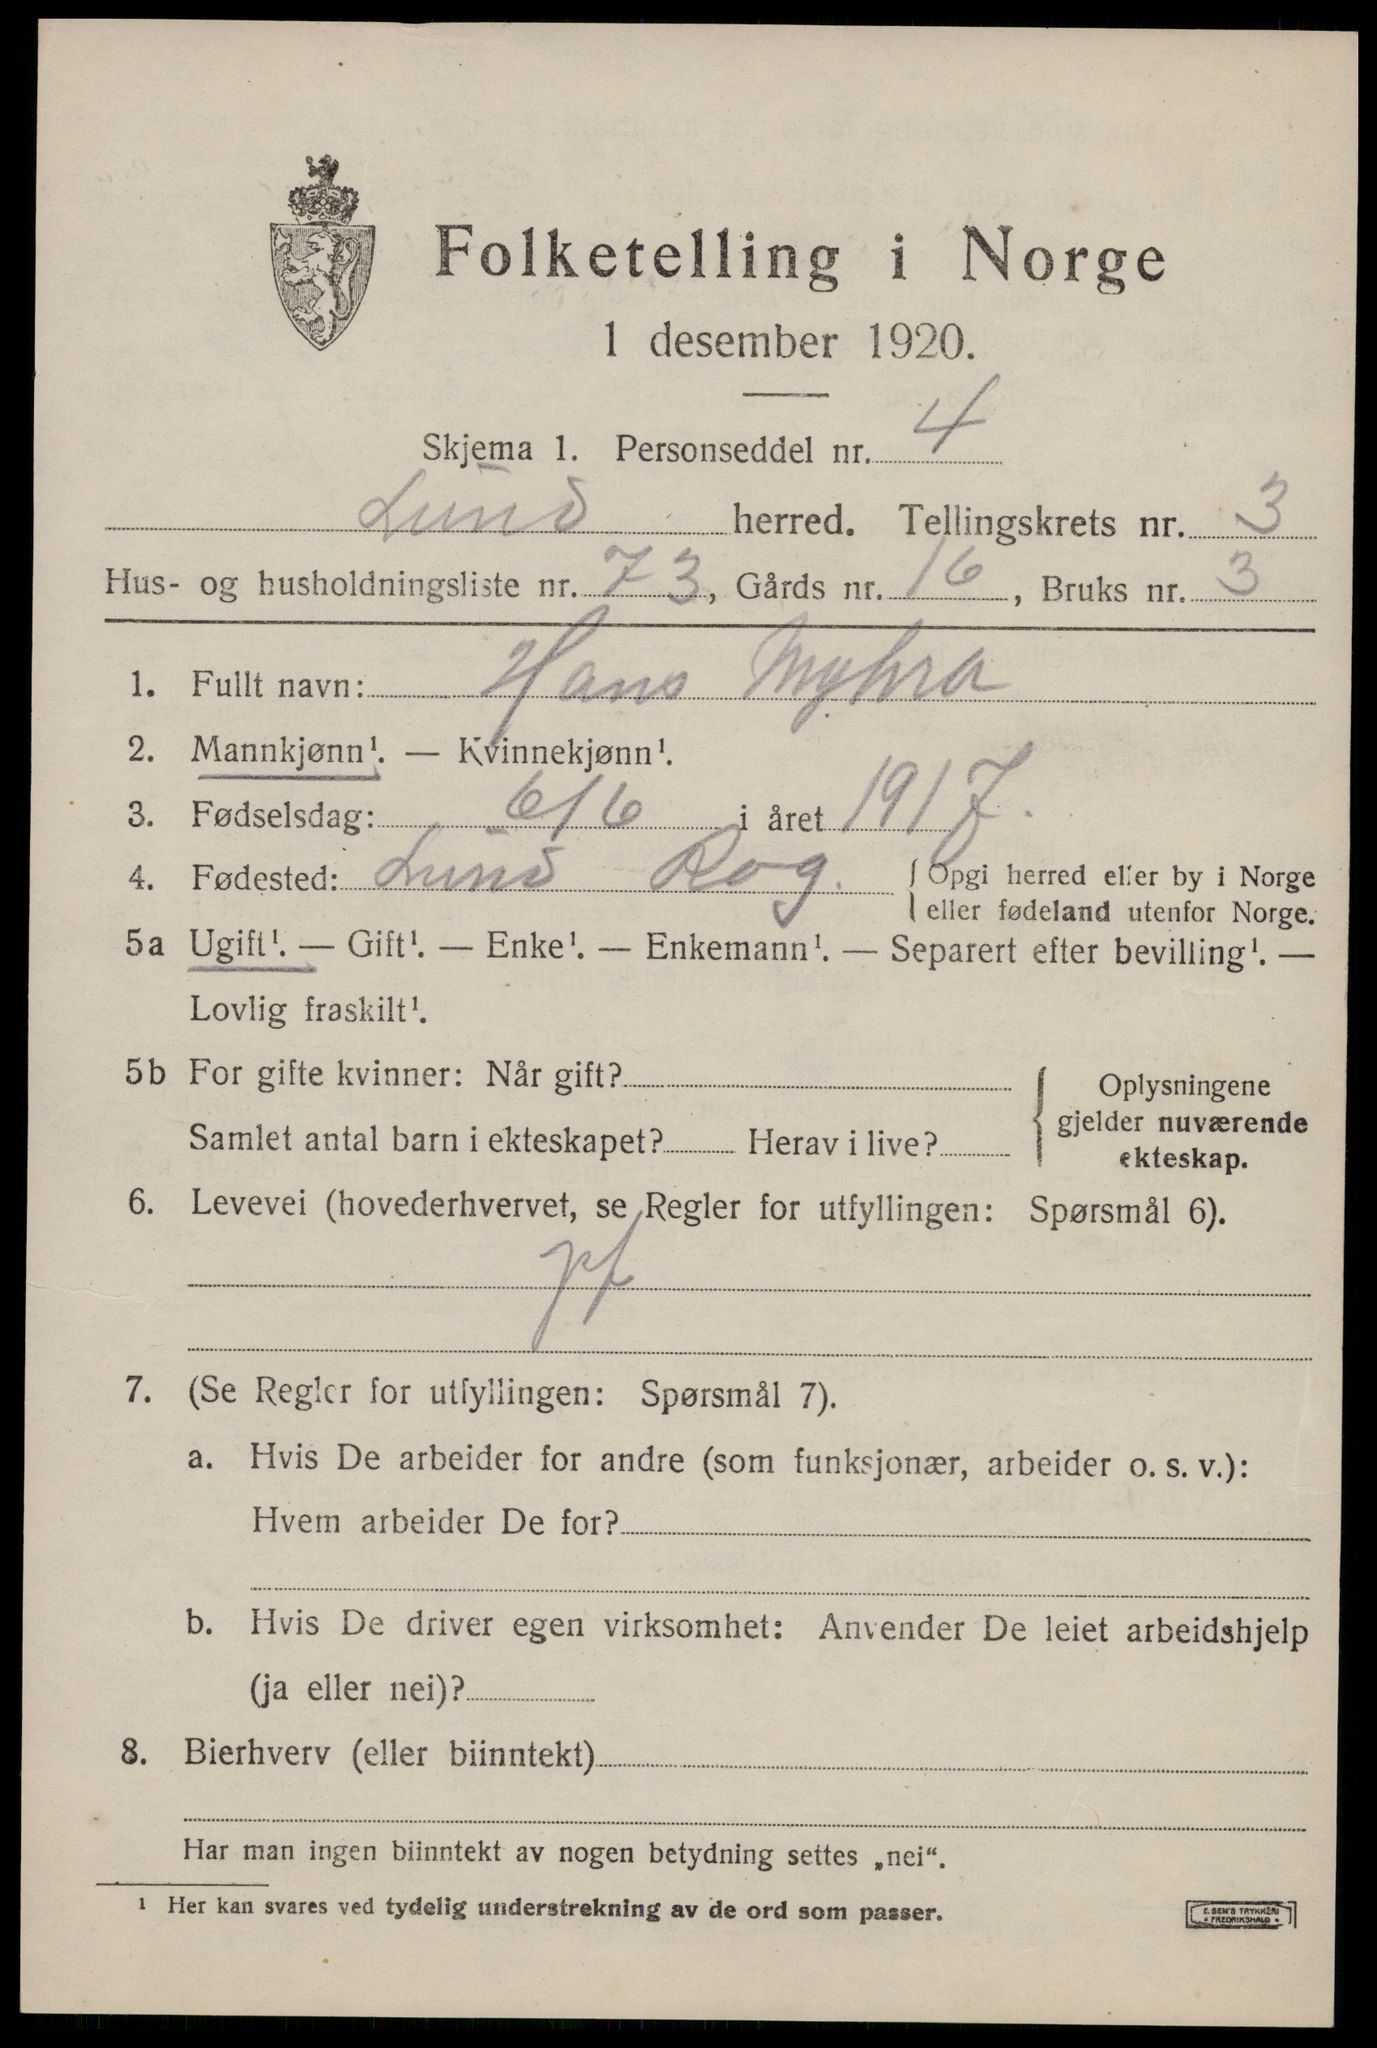 Folketelling i Norge
1 desember 1920.
Skjema 1. Personseddel nr. 4
Lund herred. Tellingskrets nr. 3
Hus- og husholdningsliste nr. 73, Gårds nr. 16, Bruks nr. 3
1. Fullt navn: Hans Myhra
2. Mannkjønn¹. — Kvinnekjønn¹.
3. Fødselsdag: 6/6 i året 1917.
4. Fødested: Lund Rog. { Opgi herred eller by i Norge
eller fødeland utenfor Norge.
5a Ugift¹. — Gift¹. — Enke¹. — Enkemann¹. — Separert efter bevilling¹. —
Lovlig fraskilt¹.
5b For gifte kvinner: Når gift?
Samlet antal barn i ekteskapet? Herav i live?
{ Oplysningene
gjelder nuværende
ekteskap.
6. Levevei (hovederhvervet, se Regler for utfyllingen: Spørsmål 6).
pf
7. (Se Regler for utfyllingen: Spørsmål 7).
a. Hvis De arbeider for andre (som funksjonær, arbeider o. s. v.):
Hvem arbeider De for?
b. Hvis De driver egen virksomhet: Anvender De leiet arbeidshjelp
(ja eller nei)?
8. Bierhverv (eller biinntekt)
Har man ingen biinntekt av nogen betydning settes „nei“.
¹ Her kan svares ved tydelig understrekning av de ord som passer.
E. SEM'S TRYKKERI
• FREDRIKSHALD •